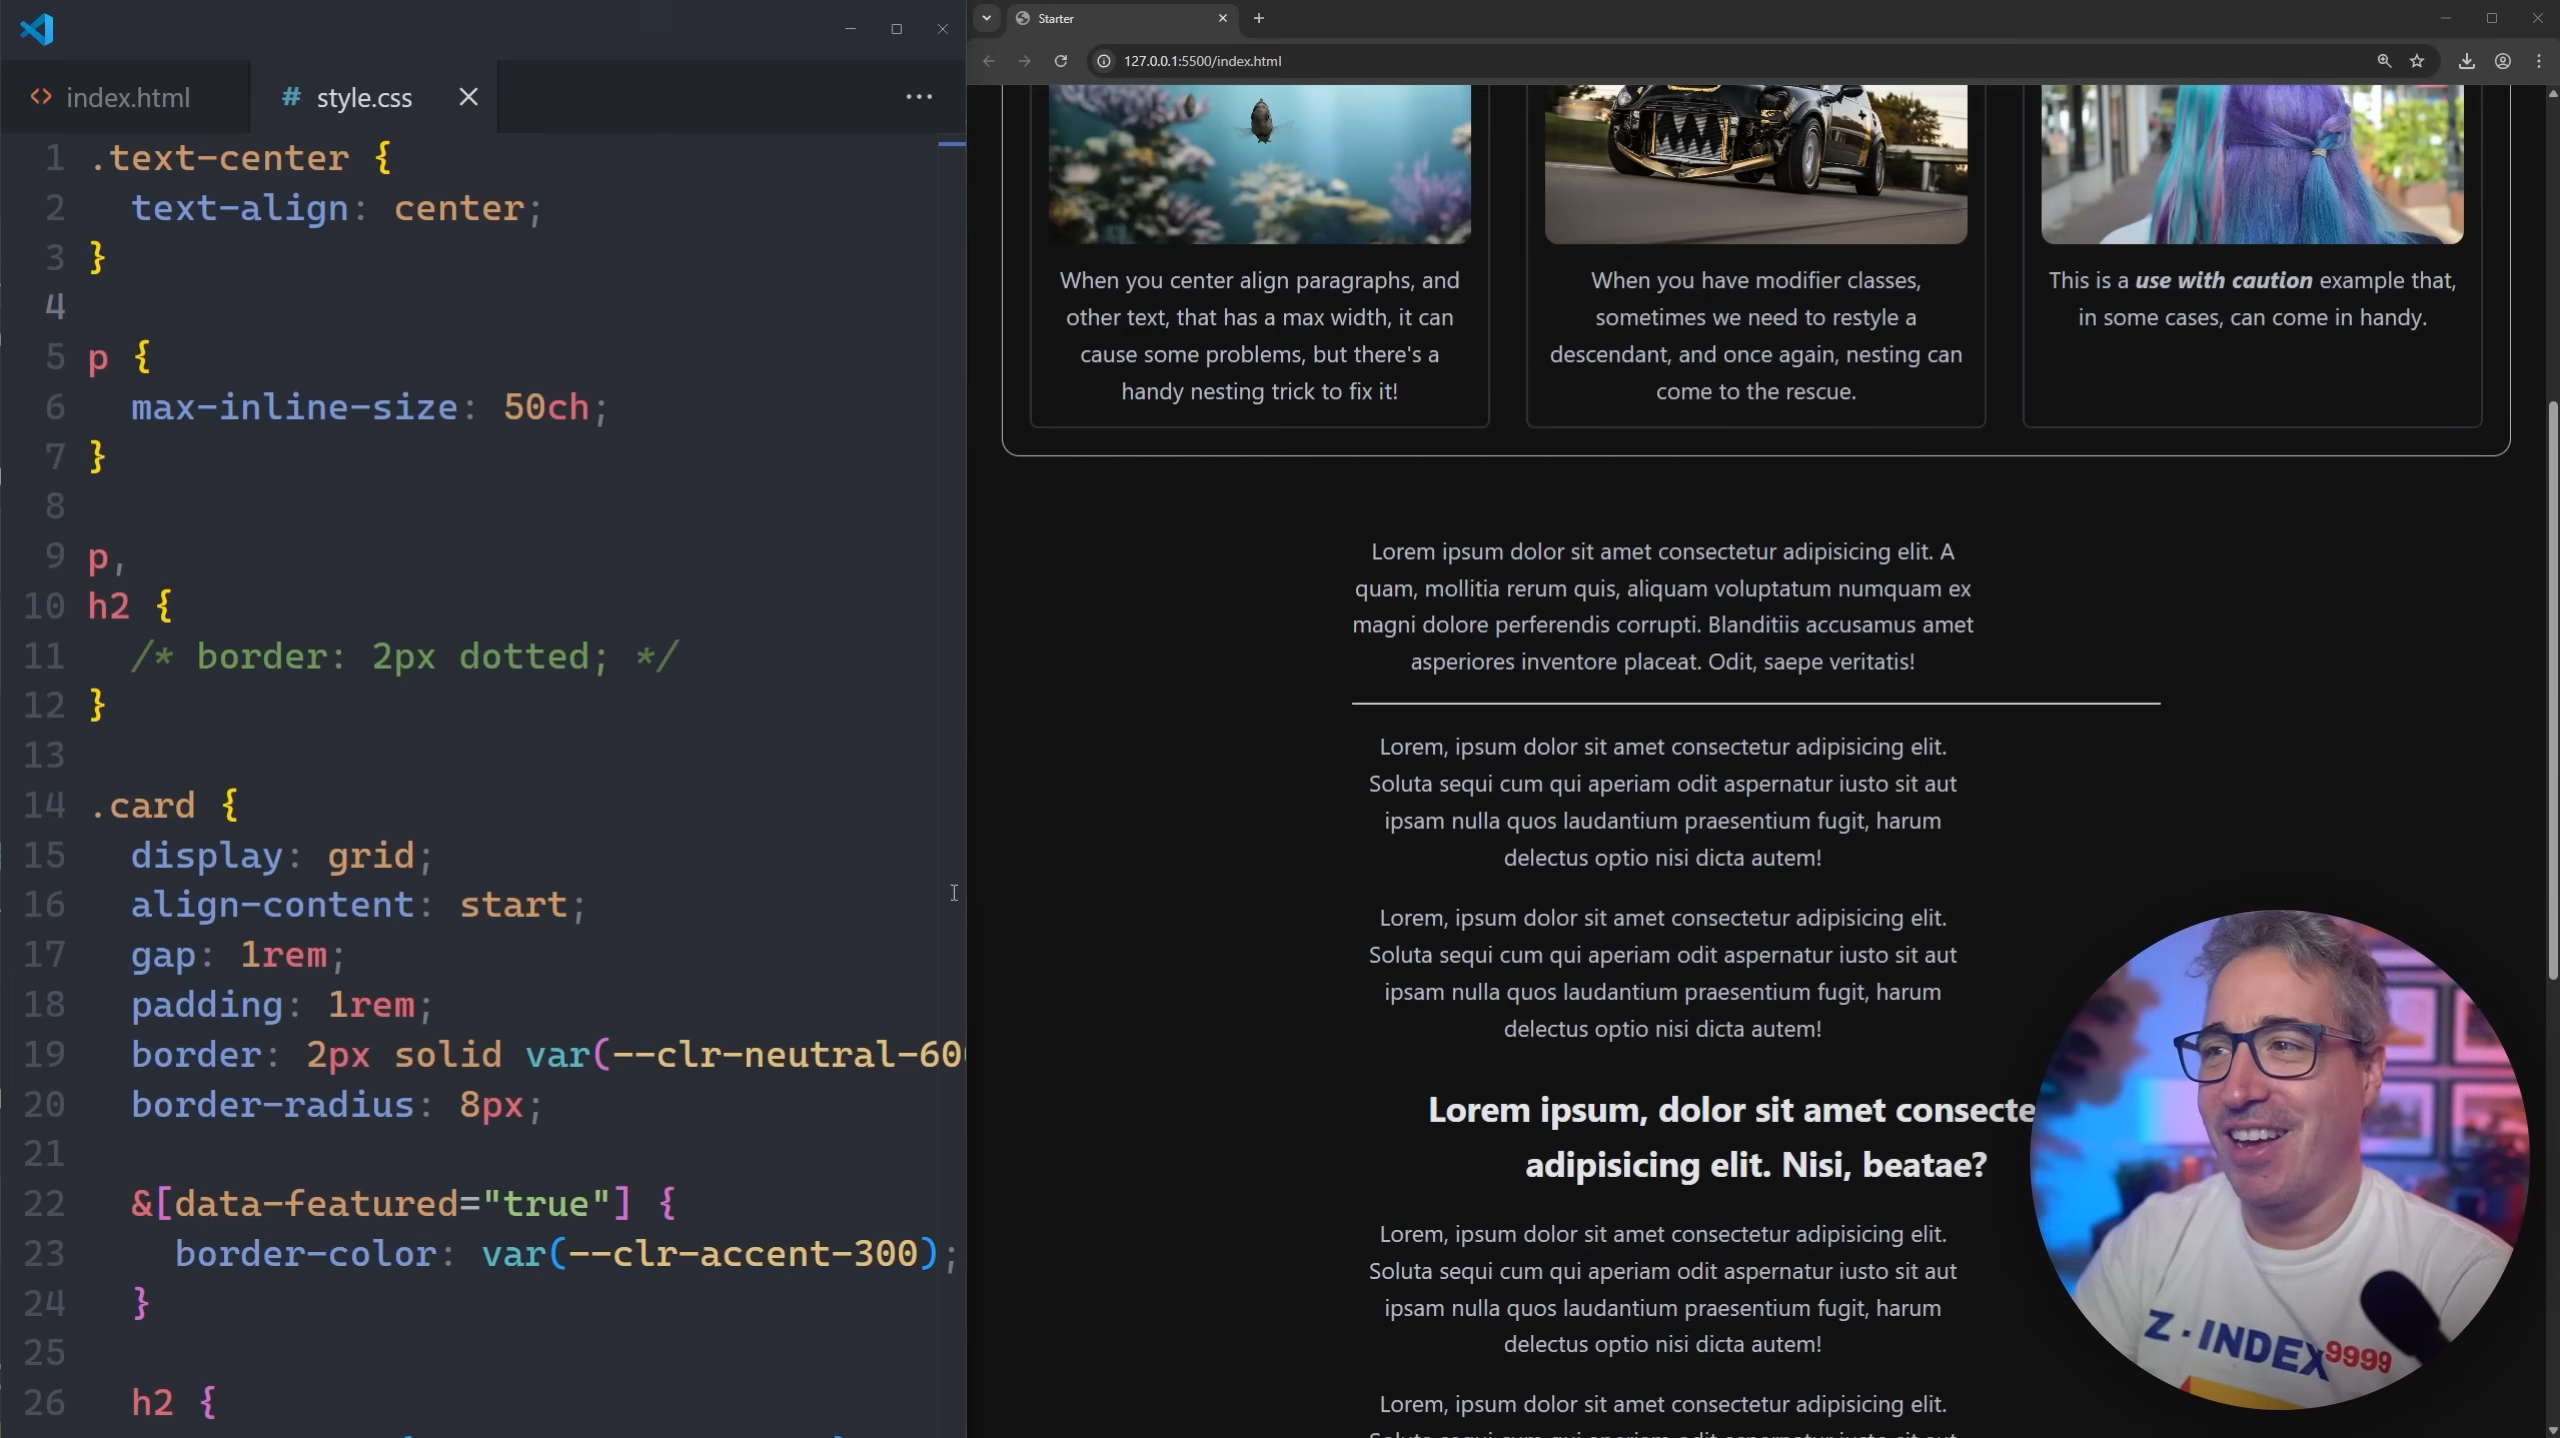 index.html
style.css
1 .text-center {
2 text-align: center;
3 }
4
5 p {
6 max-inline-size: 50ch;
7 }
8
9 p,
10 h2 {
11 /* border: 2px dotted; */
12 }
13
14 .card {
15 display: grid;
16 align-content: start;
17 gap: 1rem;
18 padding: 1rem;
19 border: 2px solid var(--clr-neutral-60
20 border-radius: 8px;
21
22 &[data-featured="true"] {
23 border-color: var(--clr-accent-300);
24 }
25
26 h2 {
Starter
127.0.0.1:5500/index.html
When you center align paragraphs, and
other text, that has a max width, it can
cause some problems, but there's a
handy nesting trick to fix it!
When you have modifier classes,
sometimes we need to restyle a
descendant, and once again, nesting can
come to the rescue.
This is a use with caution example that,
in some cases, can come in handy.
Lorem ipsum dolor sit amet consectetur adipisicing elit. A
quam, mollitia rerum quis, aliquam voluptatum numquam ex
magni dolore perferendis corrupti. Blanditiis accusamus amet
asperiores inventore placeat. Odit, saepe veritatis!
Lorem, ipsum dolor sit amet consectetur adipisicing elit.
Soluta sequi cum qui aperiam odit aspernatur iusto sit aut
ipsam nulla quos laudantium praesentium fugit, harum
delectus optio nisi dicta autem!
Lorem, ipsum dolor sit amet consectetur adipisicing elit.
Soluta sequi cum qui aperiam odit aspernatur iusto sit aut
ipsam nulla quos laudantium praesentium fugit, harum
delectus optio nisi dicta autem!
Lorem ipsum, dolor sit amet consecte
adipisicing elit. Nisi, beatae?
Lorem, ipsum dolor sit amet consectetur adipisicing elit.
Soluta sequi cum qui aperiam odit aspernatur iusto sit aut
ipsam nulla quos laudantium praesentium fugit, harum
delectus optio nisi dicta autem!
Lorem, ipsum dolor sit amet consectetur adipisicing elit.
Z·INDEX 9999